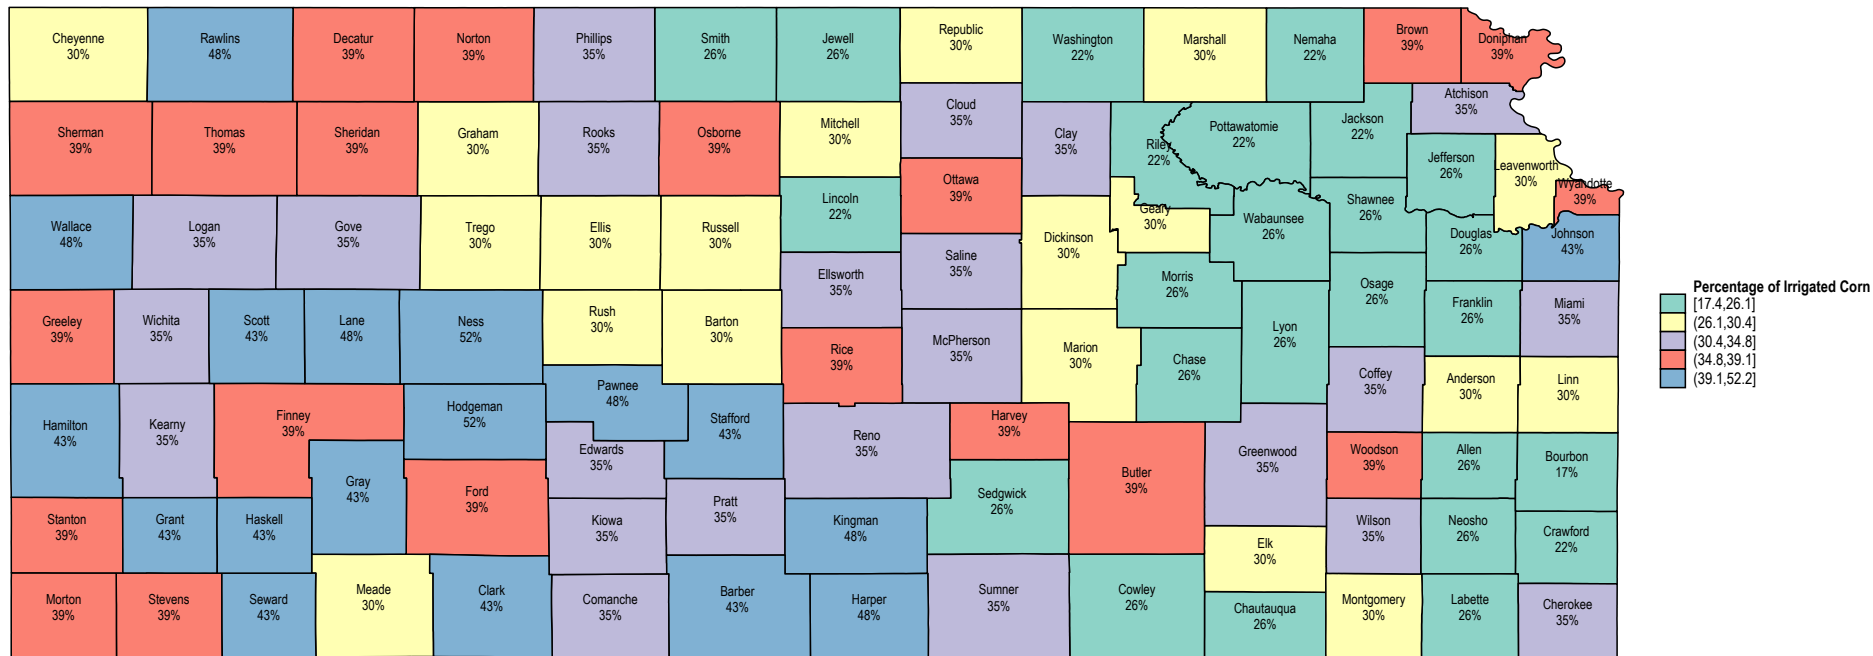 Cheyenne
30%
Rawlins
48%
Decatur
39%
Norton
39%
Phillips
35%
Smith
26%
Jewell
26%
Republic
30%
Washington
22%
Marshall
30%
Nemaha
22%
Brown
39%
Doniphan
39%
Sherman
39%
Thomas
39%
Sheridan
39%
Graham
30%
Rooks
35%
Osborne
39%
Mitchell
30%
Cloud
35%
Clay
35%
Riley
22%
Pottawatomie
22%
Jackson
22%
Atchison
35%
Jefferson
26%
Leavenworth
30%
Wyandotte
39%
Wallace
48%
Logan
35%
Gove
35%
Trego
30%
Ellis
30%
Russell
30%
Lincoln
22%
Ottawa
39%
Saline
35%
Dickinson
30%
Geary
30%
Wabaunsee
26%
Shawnee
26%
Douglas
26%
Johnson
43%
Ellsworth
35%
Morris
26%
Osage
26%
Franklin
26%
Miami
35%
Greeley
39%
Wichita
35%
Scott
43%
Lane
48%
Ness
52%
Rush
30%
Barton
30%
Rice
39%
McPherson
35%
Marion
30%
Chase
26%
Lyon
26%
Coffey
35%
Anderson
30%
Linn
30%
Hamilton
43%
Kearny
35%
Finney
39%
Hodgeman
52%
Pawnee
48%
Stafford
43%
Edwards
35%
Reno
35%
Harvey
39%
Butler
39%
Greenwood
35%
Woodson
39%
Allen
26%
Bourbon
17%
Gray
43%
Ford
39%
Kiowa
35%
Pratt
35%
Kingman
48%
Sedgwick
26%
Elk
30%
Wilson
35%
Neosho
26%
Crawford
22%
Stanton
39%
Grant
43%
Haskell
43%
Morton
39%
Stevens
39%
Seward
43%
Meade
30%
Clark
43%
Comanche
35%
Barber
43%
Harper
48%
Sumner
35%
Cowley
26%
Chautauqua
26%
Montgomery
30%
Labette
26%
Cherokee
35%
Percentage of Irrigated Corn
[17.4,26.1]
(26.1,30.4]
(30.4,34.8]
(34.8,39.1]
(39.1,52.2]